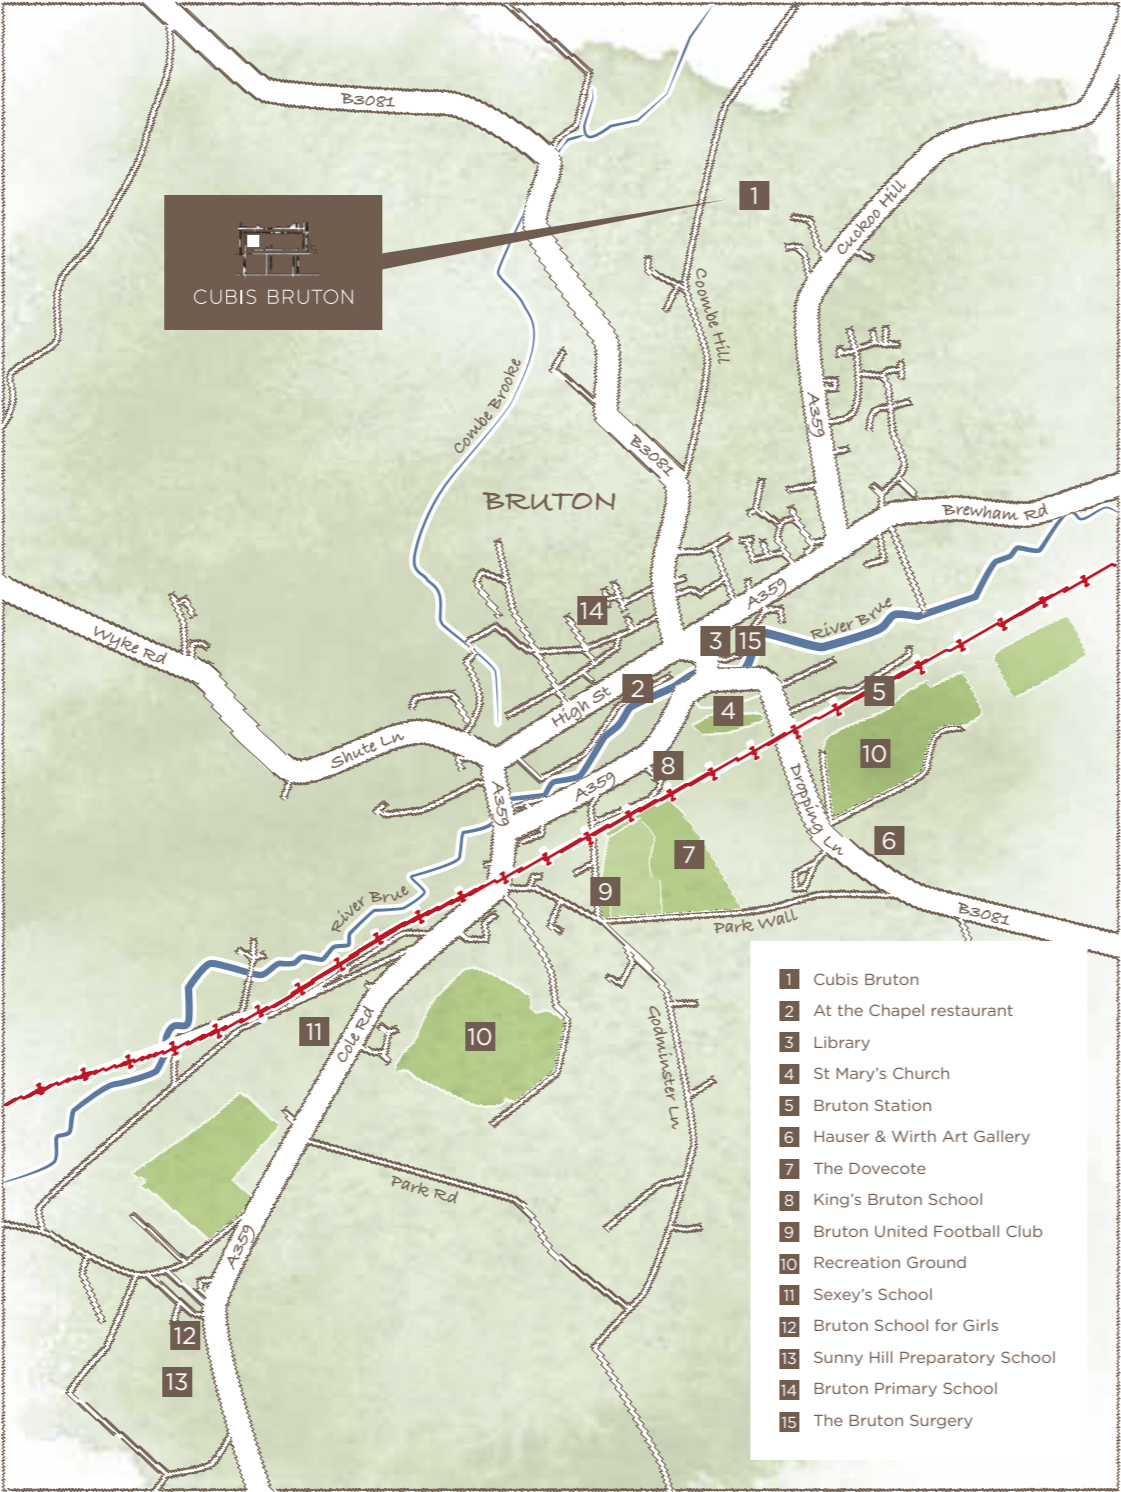 B3081
1
Cuckoo Hill
CUBIS BRUTON
Coombe Hill
Combe Brooke
A359
B3081
BRUTON
Brewham Rd
A359
14
River Brue
3
15
Wyke Rd
2
5
High St
4
Shute Ln
10
8
A359
A359
Dropping Ln
6
7
9
River Brue
Park Wall
B3081
11
Cole Rd
10
Godminster Ln
Park Rd
A359
12
13
1 Cubis Bruton
2 At the Chapel restaurant
3 Library
4 St Mary's Church
5 Bruton Station
6 Hauser & Wirth Art Gallery
7 The Dovecote
8 King's Bruton School
9 Bruton United Football Club
10 Recreation Ground
11 Sexey's School
12 Bruton School for Girls
13 Sunny Hill Preparatory School
14 Bruton Primary School
15 The Bruton Surgery